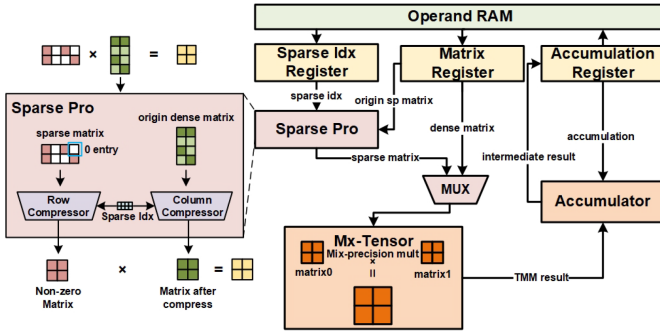 Operand RAM
×
=
Sparse Idx
Register
Matrix
Register
Accumulation
Register
sparse idx
origin sp matrix
Sparse Pro
sparse matrix
0 entry
origin dense matrix
Row
Compressor
Sparse Idx
Column
Compressor
×
=
Non-zero
Matrix
Matrix after
compress
Sparse Pro
dense matrix
sparse matrix
intermediate result
accumulation
MUX
Accumulator
Mx-Tensor
Mix-precision mult
matrix0
×
matrix1
=
TMM result